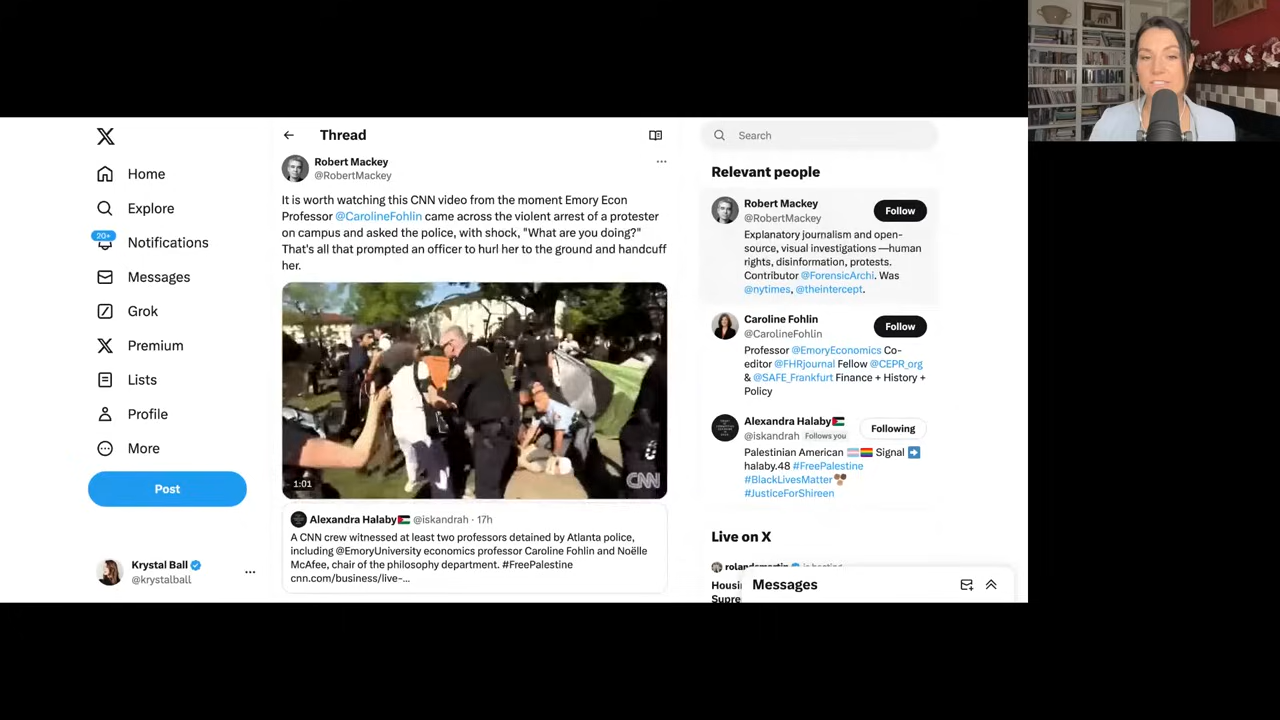 Thread
Robert Mackey
@RobertMackey
It is worth watching this CNN video from the moment Emory Econ
Professor @CarolineFohlin came across the violent arrest of a protester
on campus and asked the police, with shock, "What are you doing?"
That's all that prompted an officer to hurl her to the ground and handcuff
her.
1:01
CNN
Alexandra Halaby🇵🇸 @iskandrah · 17h
A CNN crew witnessed at least two professors detained by Atlanta police,
including @EmoryUniversity economics professor Caroline Fohlin and Noëlle
McAfee, chair of the philosophy department. #FreePalestine
cnn.com/business/live-...
Home
Explore
20+
Notifications
Messages
Grok
Premium
Lists
Profile
More
Post
Krystal Ball
@krystalball
Search
Relevant people
Robert Mackey
@RobertMackey
Follow
Explanatory journalism and open-
source, visual investigations —human
rights, disinformation, protests.
Contributor @ForensicArchi. Was
@nytimes, @theintercept.
Caroline Fohlin
@CarolineFohlin
Follow
Professor @EmoryEconomics Co-
editor @FHRjournal Fellow @CEPR_org
& @SAFE_Frankfurt Finance + History +
Policy
Alexandra Halaby🇵🇸
@iskandrah Follows you
Following
Palestinian American 🏳️‍⚧️🏳️‍🌈 Signal ➡️
halaby.48 #FreePalestine
#BlackLivesMatter
#JusticeForShireen
Live on X
rolandsmartin is hosting
Housi
Supre
Messages